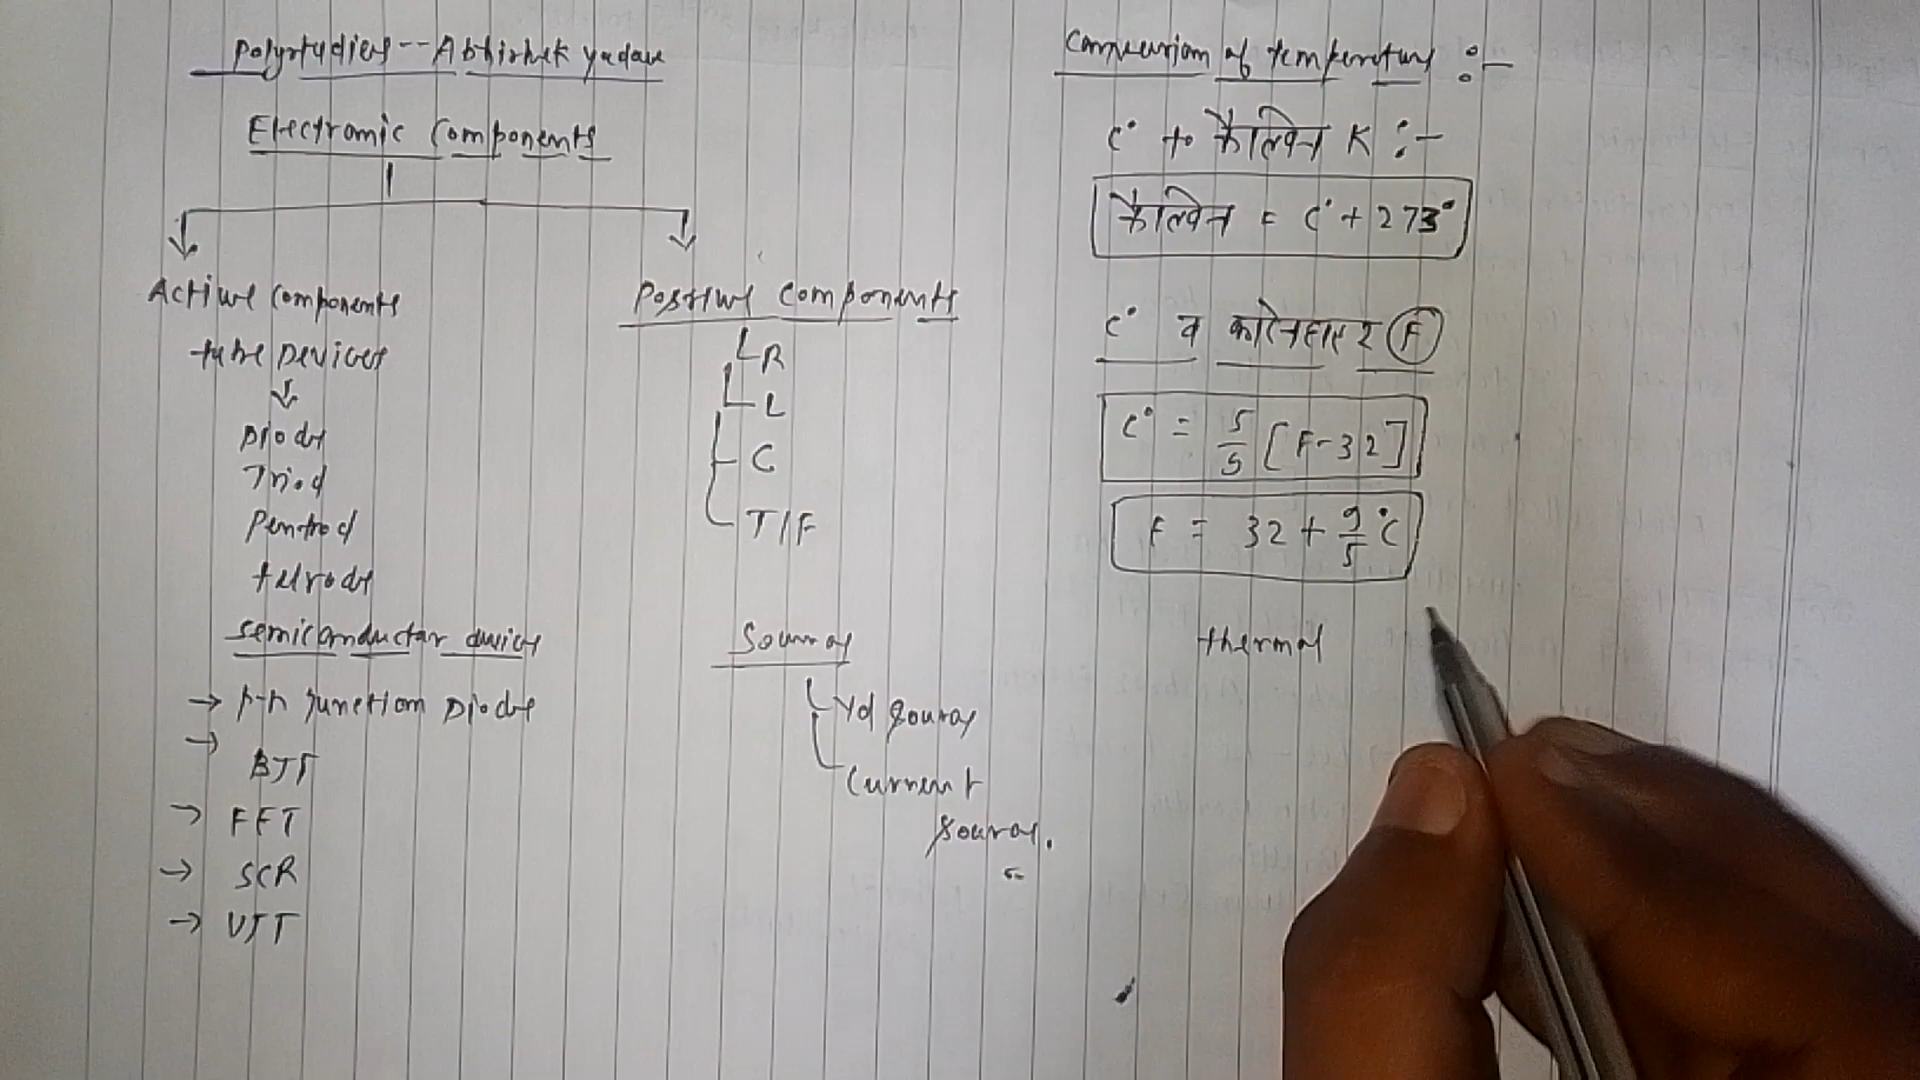 Polystudies--Abhishek yadav
Electronic Components
Active components
tube Devices
Diode
Triod
Pentrod
tetrode
semiconductar device
→ p-n junction Diode
→ BJT
→ FET
→ SCR
→ UJT
Passive components
R
L
C
T/F
Source
Vd source
Current
source.
Conversion of temperature :-
C° to कैल्विन K :-
कैल्विन = C° + 273°
C° व फारेनहाइट F
C° = 5/9 [F-32]
F = 32 + 9/5 °C
thermal